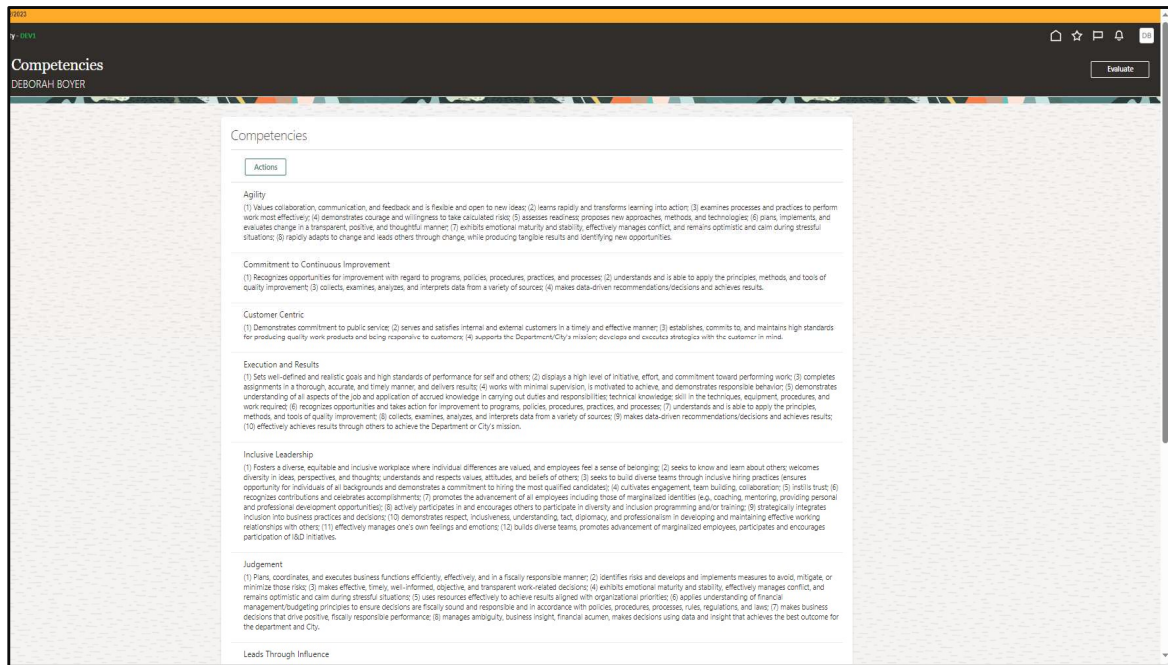 /2023
ty - DEV1
DB
Competencies
DEBORAH BOYER
Evaluate
Competencies
Actions
Agility
(1) Values collaboration, communication, and feedback and is flexible and open to new ideas; (2) learns rapidly and transforms learning into action; (3) examines processes and practices to perform
work most effectively; (4) demonstrates courage and willingness to take calculated risks; (5) assesses readiness; proposes new approaches, methods, and technologies; (6) plans, implements, and
evaluates change in a transparent, positive, and thoughtful manner; (7) exhibits emotional maturity and stability, effectively manages conflict, and remains optimistic and calm during stressful
situations; (8) rapidly adapts to change and leads others through change, while producing tangible results and identifying new opportunities.
Commitment to Continuous Improvement
(1) Recognizes opportunities for improvement with regard to programs, policies, procedures, practices, and processes; (2) understands and is able to apply the principles, methods, and tools of
quality improvement; (3) collects, examines, analyzes, and interprets data from a variety of sources; (4) makes data-driven recommendations/decisions and achieves results.
Customer Centric
(1) Demonstrates commitment to public service; (2) serves and satisfies internal and external customers in a timely and effective manner; (3) establishes, commits to, and maintains high standards
for producing quality work products and being responsive to customers; (4) supports the Department/City's mission; develops and executes strategies with the customer in mind.
Execution and Results
(1) Sets well-defined and realistic goals and high standards of performance for self and others; (2) displays a high level of initiative, effort, and commitment toward performing work; (3) completes
assignments in a thorough, accurate, and timely manner, and delivers results; (4) works with minimal supervision, is motivated to achieve, and demonstrates responsible behavior; (5) demonstrates
understanding of all aspects of the job and application of accrued knowledge in carrying out duties and responsibilities; technical knowledge; skill in the techniques, equipment, procedures, and
work required; (6) recognizes opportunities and takes action for improvement to programs, policies, procedures, practices, and processes; (7) understands and is able to apply the principles,
methods, and tools of quality improvement; (8) collects, examines, analyzes, and interprets data from a variety of sources; (9) makes data-driven recommendations/decisions and achieves results;
(10) effectively achieves results through others to achieve the Department or City's mission.
Inclusive Leadership
(1) Fosters a diverse, equitable and inclusive workplace where individual differences are valued, and employees feel a sense of belonging; (2) seeks to know and learn about others; welcomes
diversity in ideas, perspectives, and thoughts; understands and respects values, attitudes, and beliefs of others; (3) seeks to build diverse teams through inclusive hiring practices (ensures
opportunity for individuals of all backgrounds and demonstrates a commitment to hiring the most qualified candidates); (4) cultivates engagement, team building, collaboration; (5) instills trust; (6)
recognizes contributions and celebrates accomplishments; (7) promotes the advancement of all employees including those of marginalized identities (e.g., coaching, mentoring, providing personal
and professional development opportunities); (8) actively participates in and encourages others to participate in diversity and inclusion programming and/or training; (9) strategically integrates
inclusion into business practices and decisions; (10) demonstrates respect, inclusiveness, understanding, tact, diplomacy, and professionalism in developing and maintaining effective working
relationships with others; (11) effectively manages one's own feelings and emotions; (12) builds diverse teams, promotes advancement of marginalized employees, participates and encourages
participation of I&D initiatives.
Judgement
(1) Plans, coordinates, and executes business functions efficiently, effectively, and in a fiscally responsible manner; (2) identifies risks and develops and implements measures to avoid, mitigate, or
minimize those risks; (3) makes effective, timely, well-informed, objective, and transparent work-related decisions; (4) exhibits emotional maturity and stability, effectively manages conflict, and
remains optimistic and calm during stressful situations; (5) uses resources effectively to achieve results aligned with organizational priorities; (6) applies understanding of financial
management/budgeting principles to ensure decisions are fiscally sound and responsible and in accordance with policies, procedures, processes, rules, regulations, and laws; (7) makes business
decisions that drive positive, fiscally responsible performance; (8) manages ambiguity, business insight, financial acumen, makes decisions using data and insight that achieves the best outcome for
the department and City.
Leads Through Influence